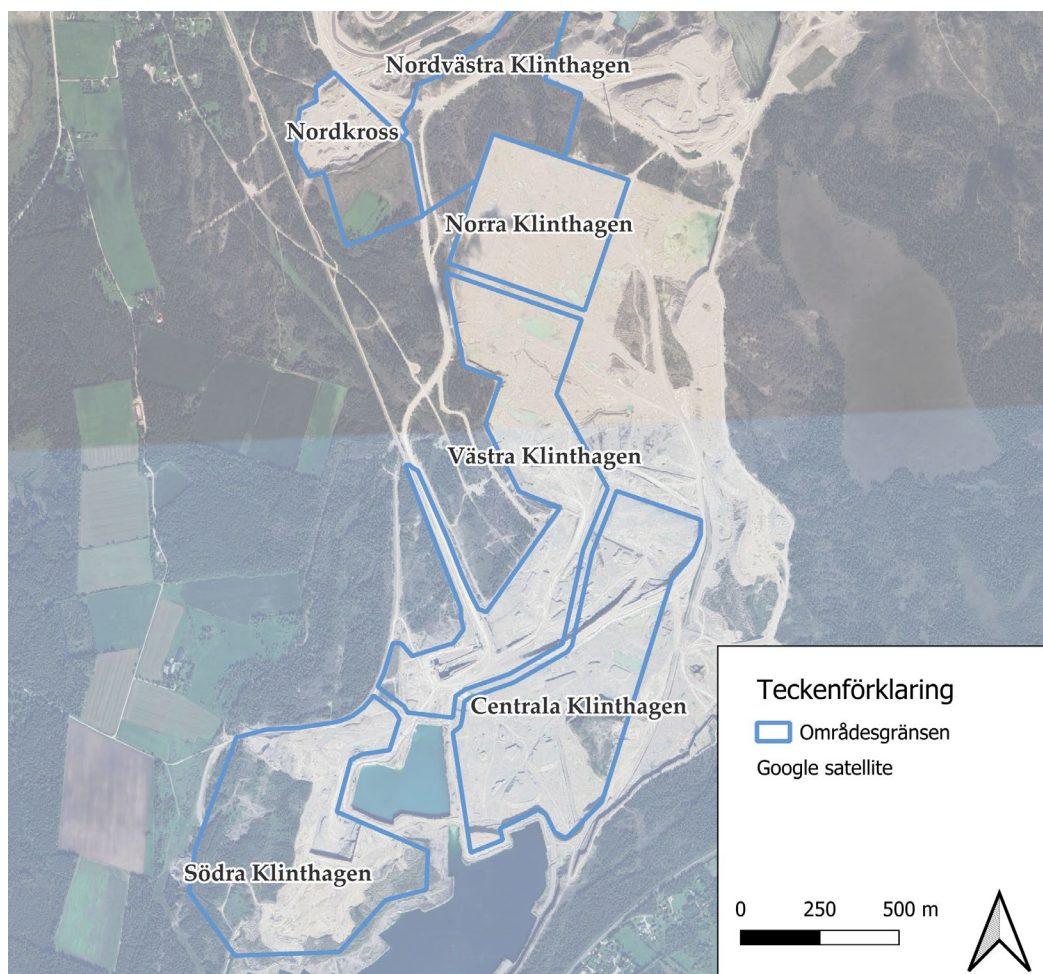 Nordvästra Klinthagen
Nordkross
Norra Klinthagen
Västra Klinthagen
Centrala Klinthagen
Södra Klinthagen
Teckenförklaring
Områdesgränsen
Google satellite
0 250 500 m